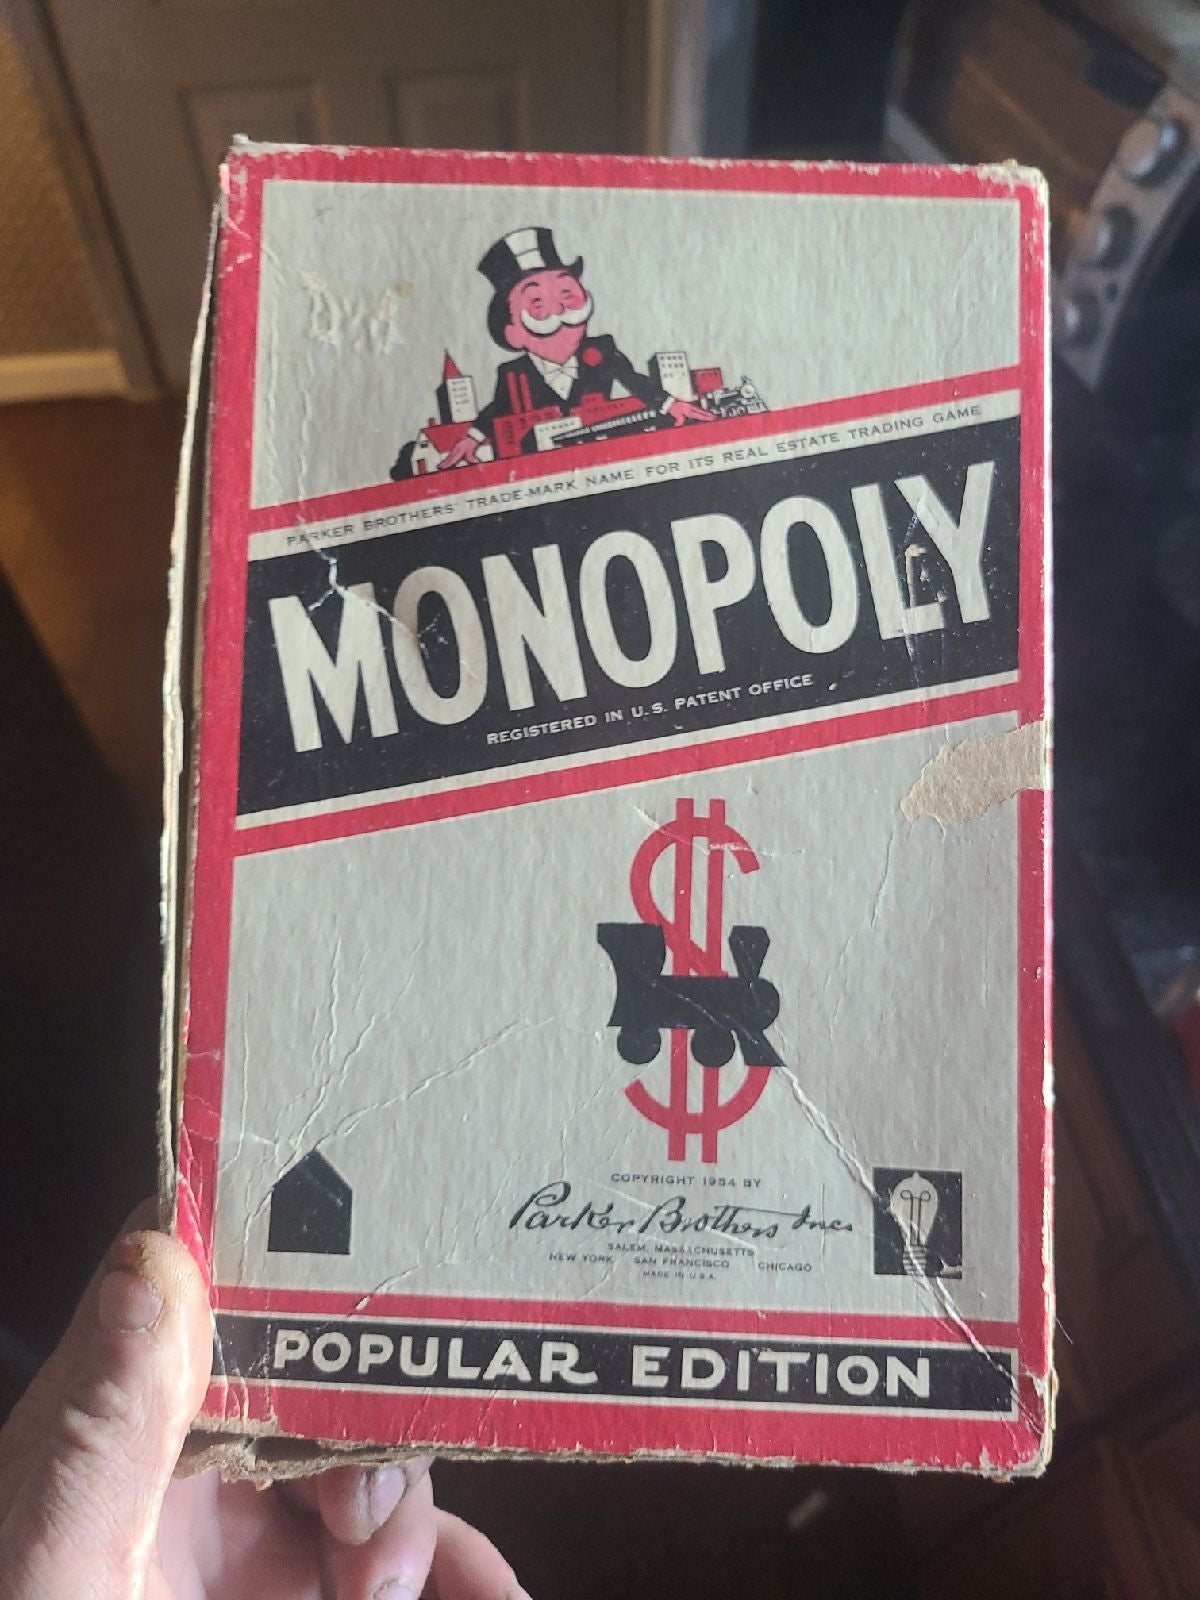 PARKER BROTHERS' TRADE-MARK NAME FOR ITS REAL ESTATE TRADING GAME
MONOPOLY
REGISTERED IN U.S. PATENT OFFICE
$
COPYRIGHT 1954 BY
Parker Brothers Inc.
SALEM, MASSACHUSETTS
NEW YORK SAN FRANCISCO CHICAGO
MADE IN U.S.A.
POPULAR EDITION